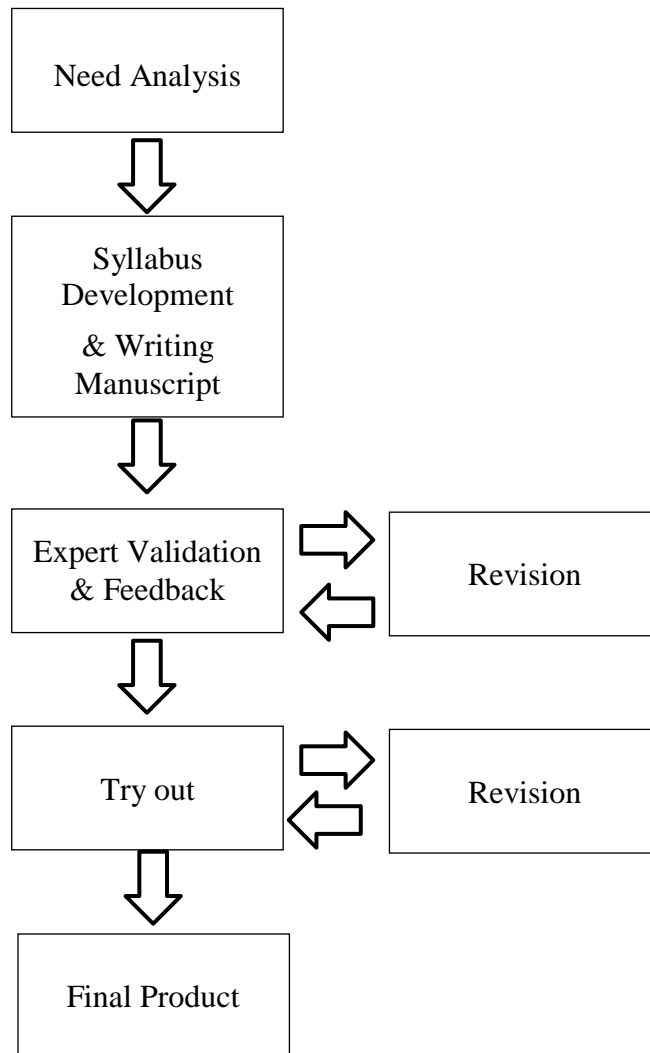 Need Analysis
Syllabus
Development
& Writing
Manuscript
Expert Validation
& Feedback
Revision
Try out
Revision
Final Product